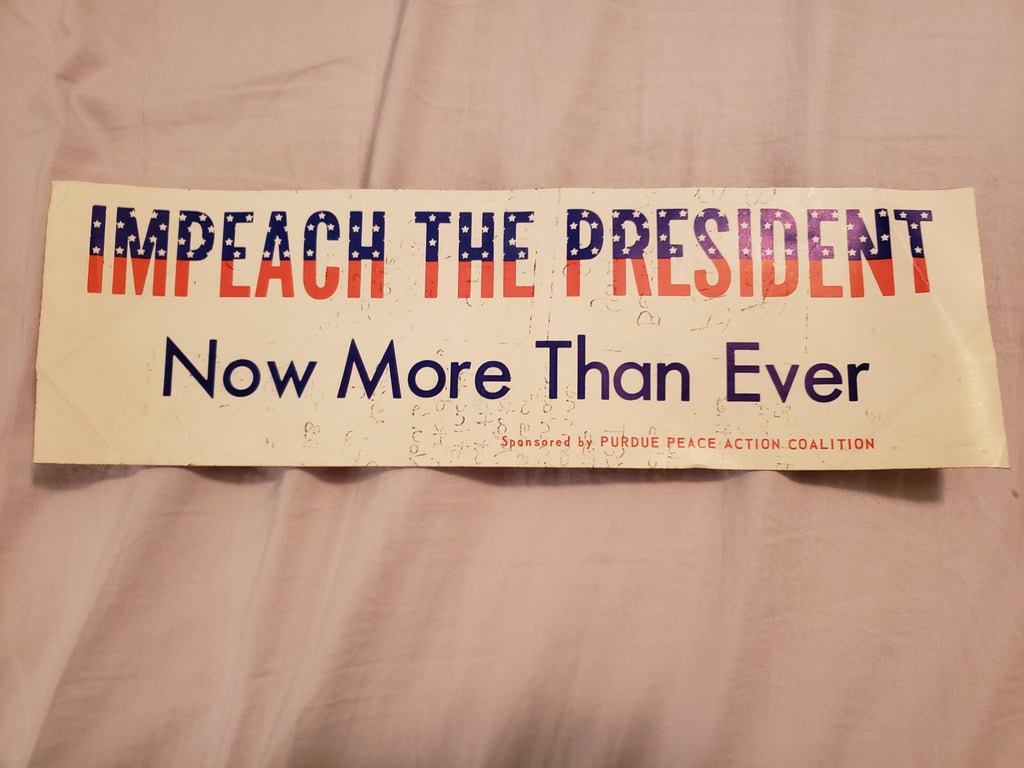 IMPEACH THE PRESIDENT
Now More Than Ever
Sponsored by PURDUE PEACE ACTION COALITION